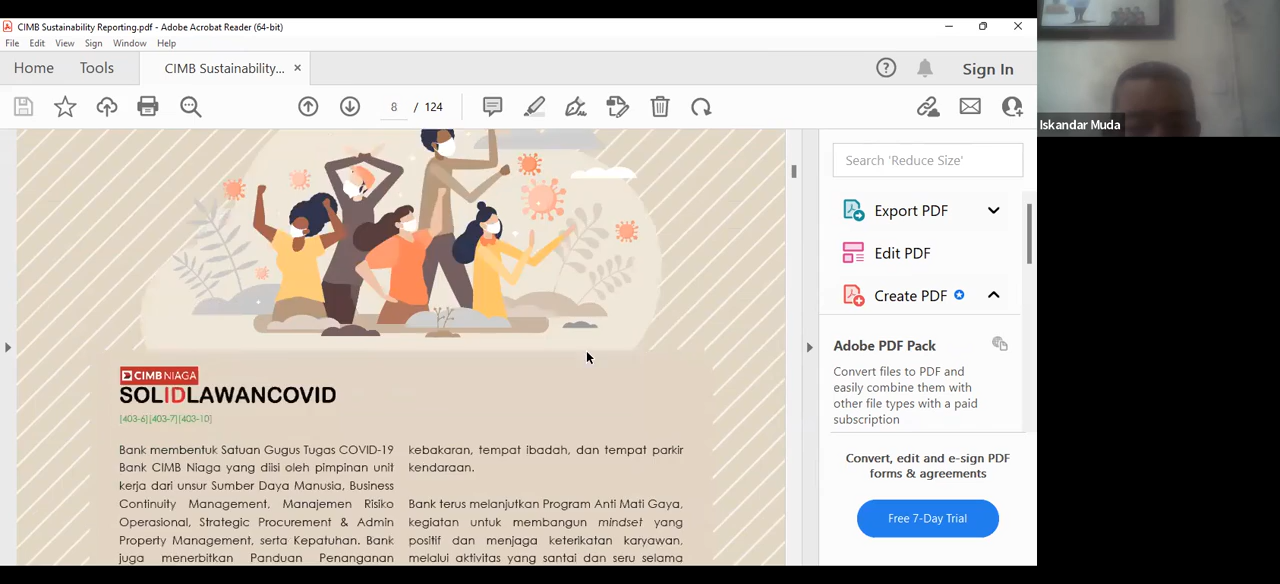 CIMB Sustainability Reporting.pdf - Adobe Acrobat Reader (64-bit)
File Edit View Sign Window Help
Home Tools CIMB Sustainability... × Sign In
8 / 124
Iskandar Muda
Search 'Reduce Size'
Export PDF
Edit PDF
Create PDF
Adobe PDF Pack
Convert files to PDF and
easily combine them with
other file types with a paid
subscription
Convert, edit and e-sign PDF
forms & agreements
Free 7-Day Trial
CIMB NIAGA
SOLIDLAWANCOVID
[403-6][403-7][403-10]
Bank membentuk Satuan Gugus Tugas COVID-19
Bank CIMB Niaga yang diisi oleh pimpinan unit
kerja dari unsur Sumber Daya Manusia, Business
Continuity Management, Manajemen Risiko
Operasional, Strategic Procurement & Admin
Property Management, serta Kepatuhan. Bank
juga menerbitkan Panduan Penanganan
kebakaran, tempat ibadah, dan tempat parkir
kendaraan.
Bank terus melanjutkan Program Anti Mati Gaya,
kegiatan untuk membangun mindset yang
positif dan menjaga keterikatan karyawan,
melalui aktivitas yang santai dan seru selama